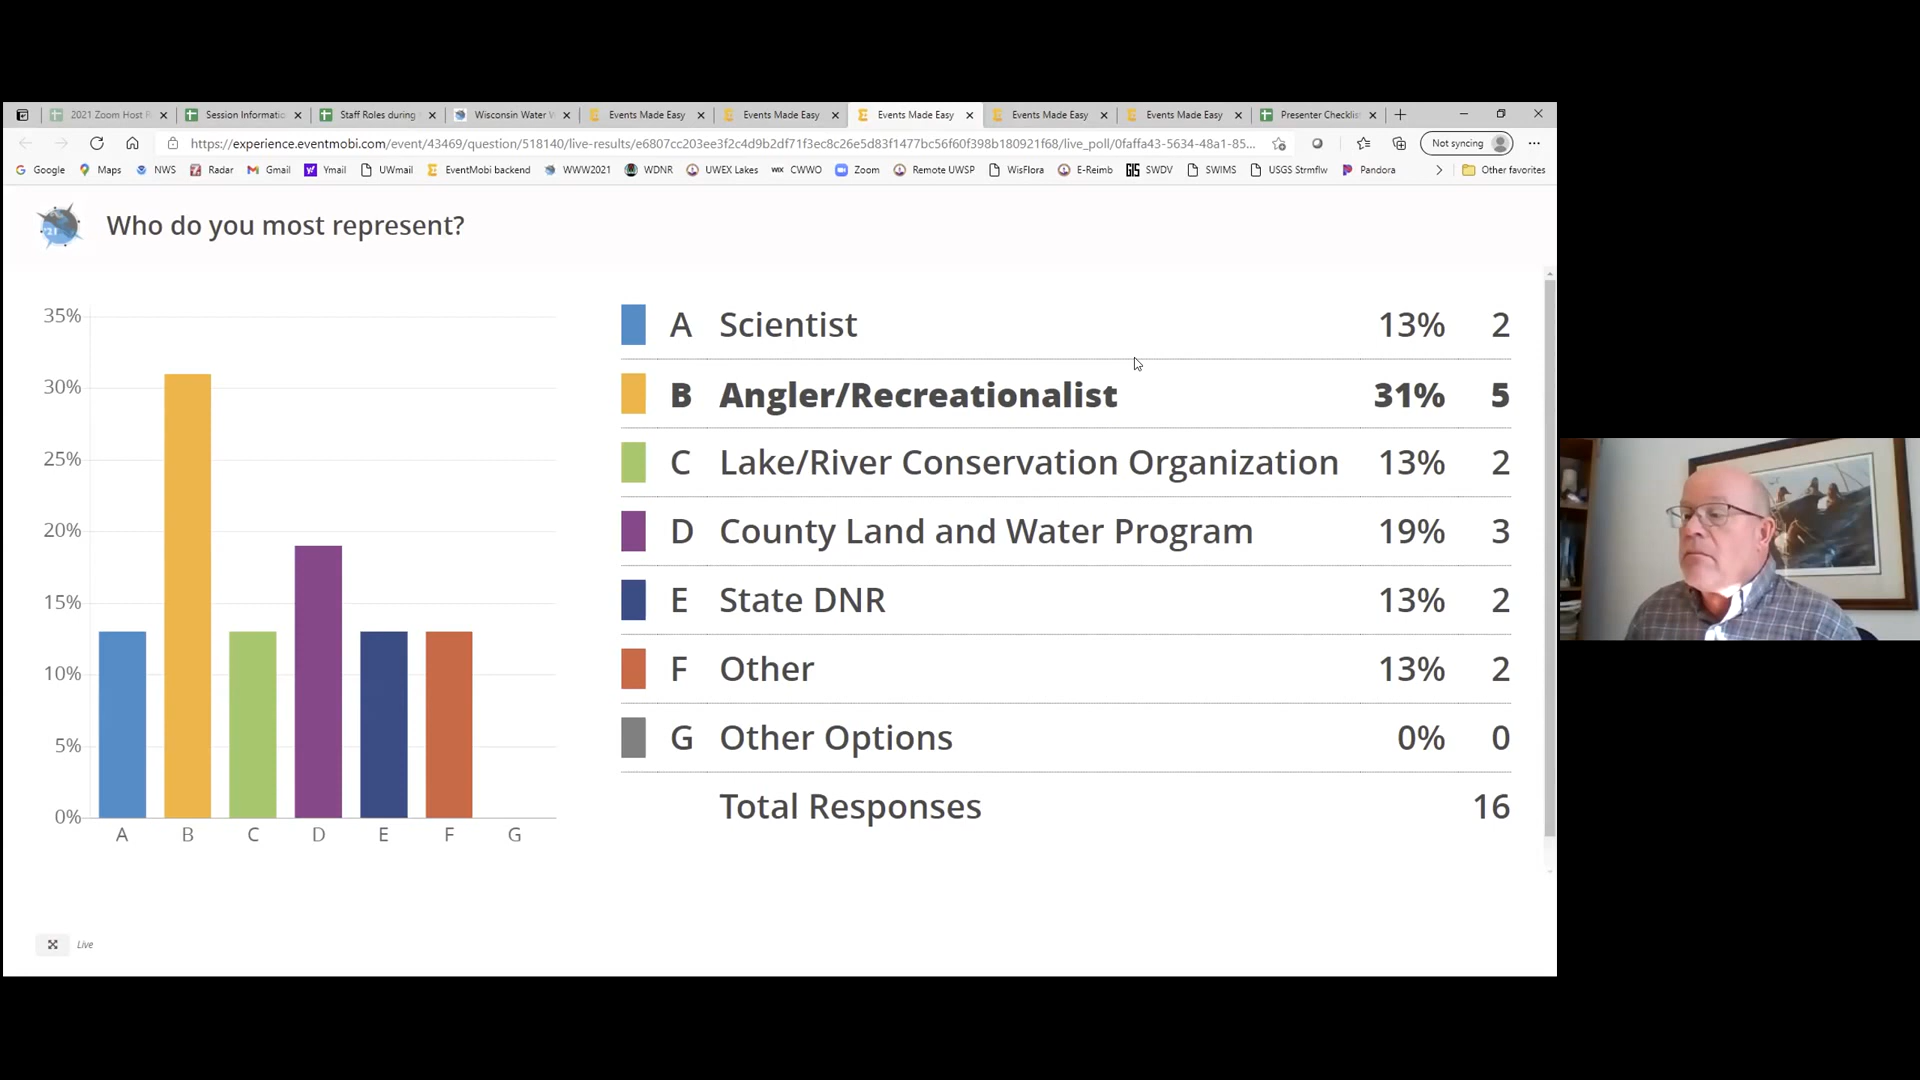 2021 Zoom Host R
Session Informatio
Staff Roles during
Wisconsin Water
Events Made Easy
Events Made Easy
Events Made Easy
Events Made Easy
Events Made Easy
Presenter Checklis
https://experience.eventmobi.com/event/43469/question/518140/live-results/e6807cc203ee3f2c4d9b2df71f3ec8c26e5d83f1477bc56f60f398b180921f68/live_poll/0faffa43-5634-48a1-85...
Not syncing
Google Maps NWS Radar Gmail Ymail UWmail EventMobi backend WWW2021 WDNR UWEX Lakes WIX CWWO Zoom Remote UWSP WisFlora E-Reimb GIS SWDV SWIMS USGS Strmflw Pandora Other favorites
'21
Who do you most represent?
35%
30%
25%
20%
15%
10%
5%
0%
A B C D E F G
A Scientist 13% 2
B Angler/Recreationalist 31% 5
C Lake/River Conservation Organization 13% 2
D County Land and Water Program 19% 3
E State DNR 13% 2
F Other 13% 2
G Other Options 0% 0
Total Responses 16
Live